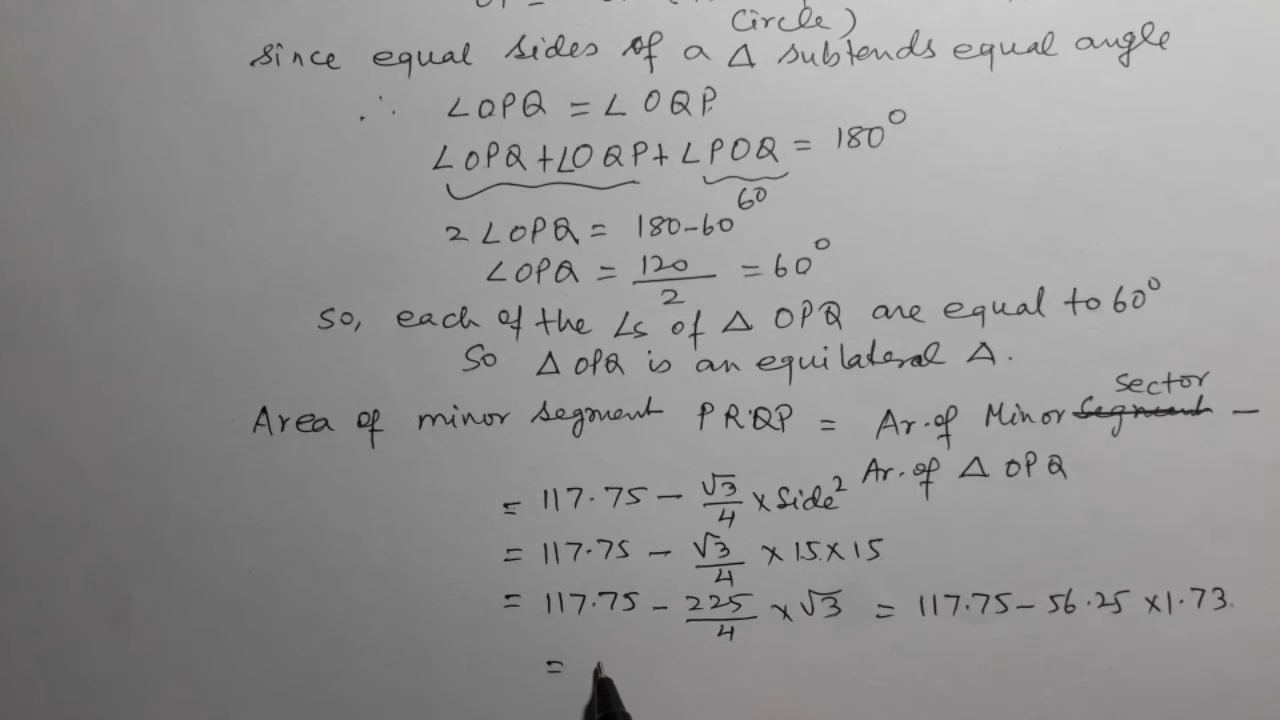 Circle)
Since equal sides of a Δ subtends equal angle
∴ ∠OPQ = ∠OQP
∠OPQ + ∠OQP + ∠POQ = 180°
60
2∠OPQ = 180-60
∠OPQ = 120/2 = 60°
So, each of the ∠s of Δ OPQ are equal to 60°
So Δ OPQ is an equilateral Δ.
Sector
Area of minor segment PRQP = Ar. of Minor Segment -
Ar. of Δ OPQ
= 117.75 - √3/4 × Side²
= 117.75 - √3/4 × 15 × 15
= 117.75 - 225/4 × √3 = 117.75 - 56.25 × 1.73
=